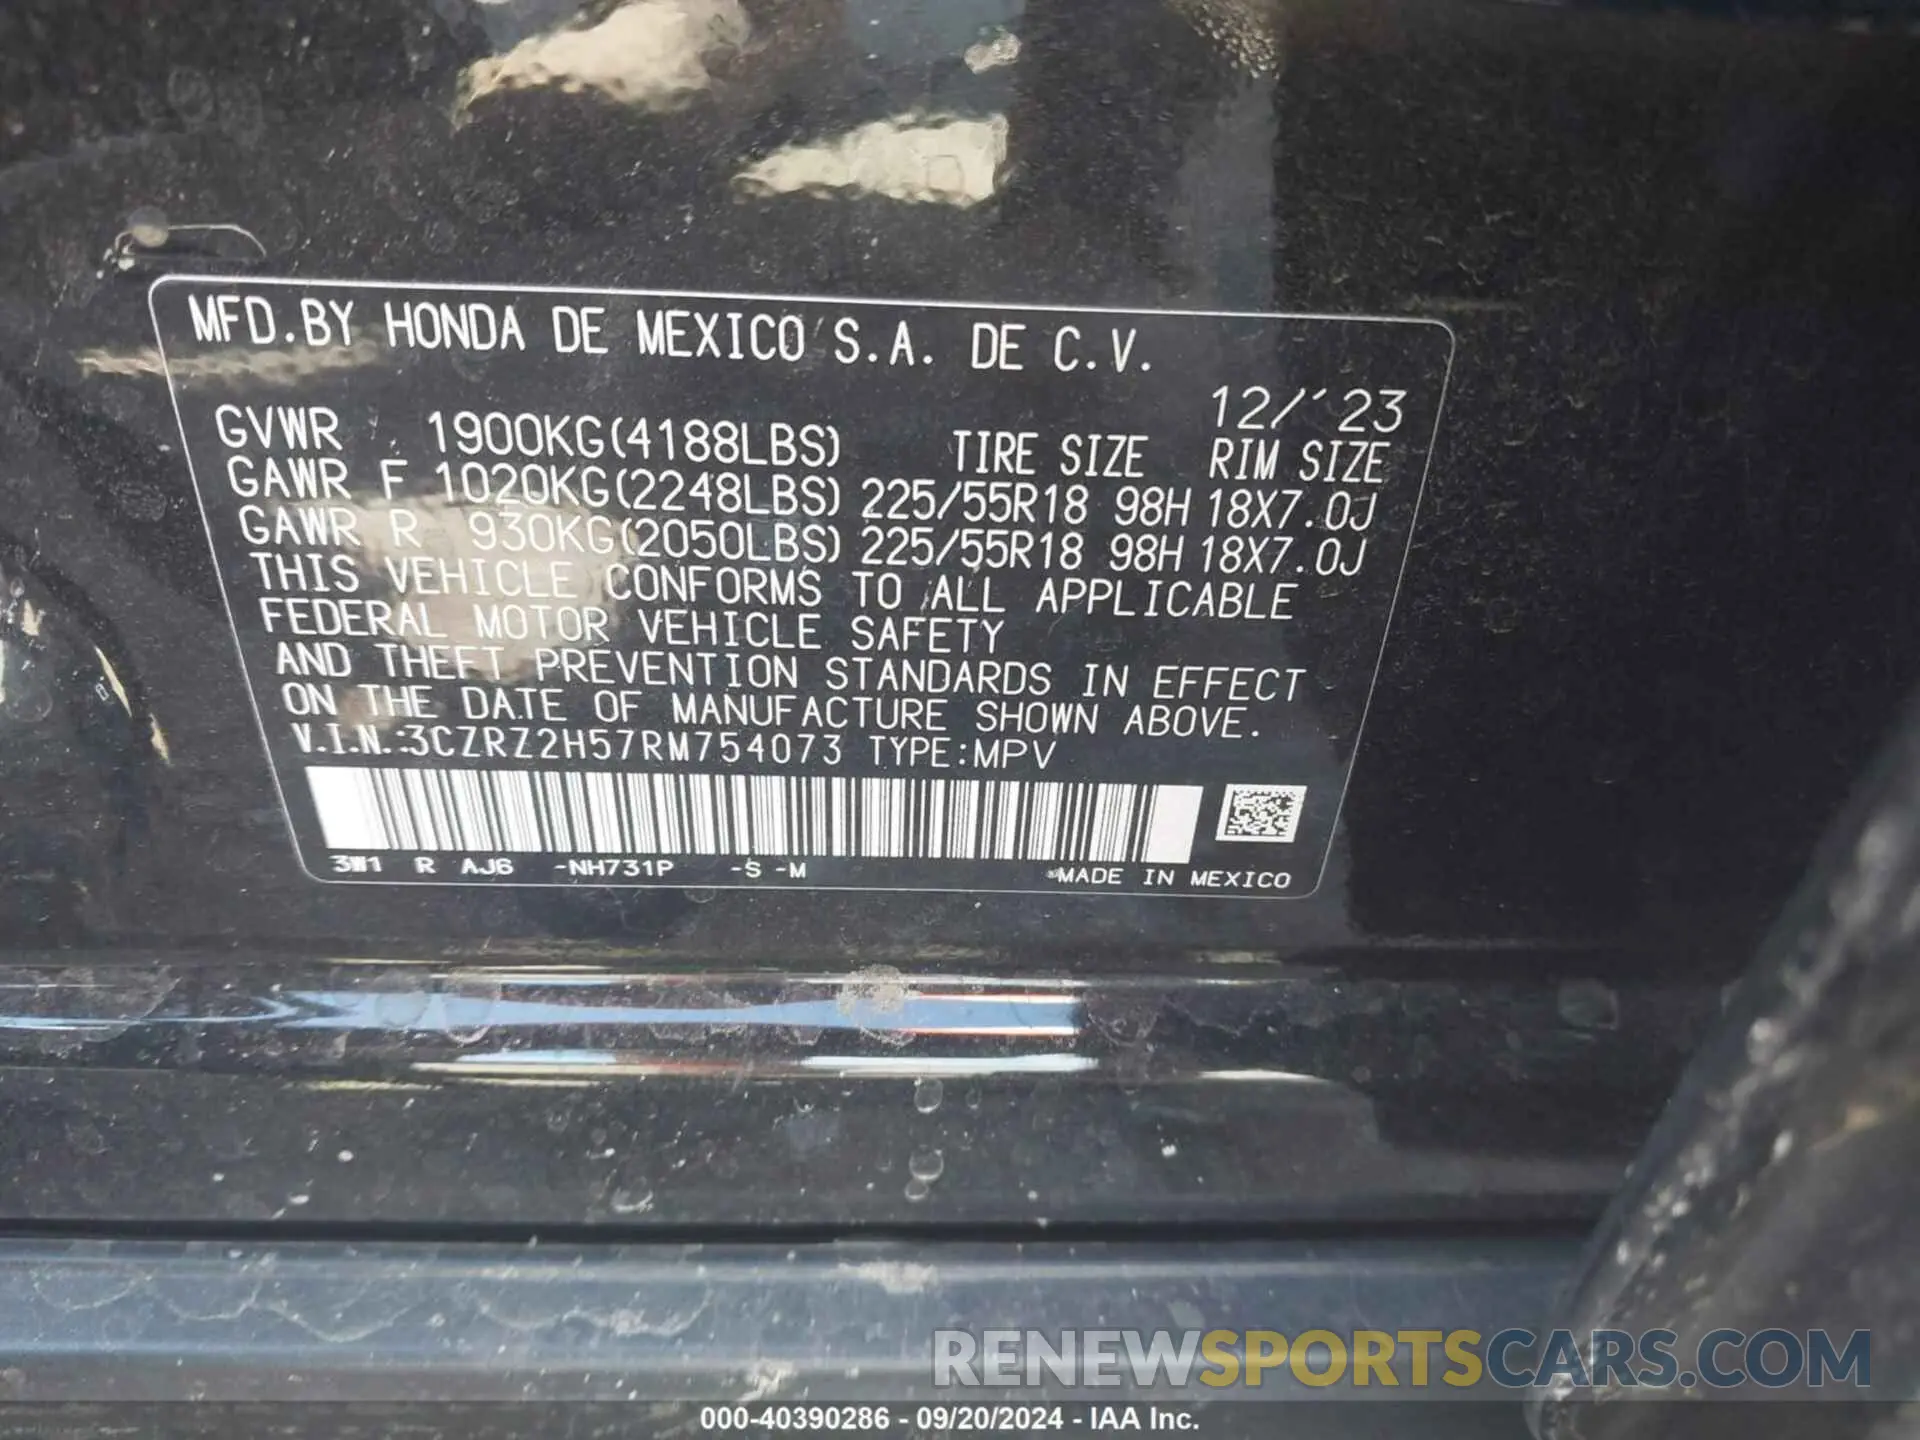 MFD.BY HONDA DE MEXICO S.A. DE C.V.
12/'23
GVWR 1900KG(4188LBS) TIRE SIZE RIM SIZE
GAWR F 1020KG(2248LBS) 225/55R18 98H 18X7.0J
GAWR R 930KG(2050LBS) 225/55R18 98H 18X7.0J
THIS VEHICLE CONFORMS TO ALL APPLICABLE
FEDERAL MOTOR VEHICLE SAFETY
AND THEFT PREVENTION STANDARDS IN EFFECT
ON THE DATE OF MANUFACTURE SHOWN ABOVE.
V.I.N.:3CZRZ2H57RM754073 TYPE:MPV
3W1 R AJ6 -NH731P -S -M MADE IN MEXICO
RENEWSPORTSCARS.COM
000-40390286 - 09/20/2024 - IAA Inc.